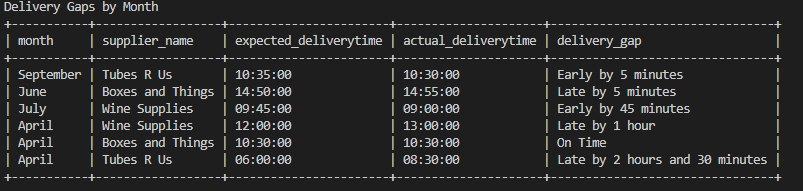 Delivery Gaps by Month
+-----------+------------------+-----------------------+---------------------+------------------------------+
| month     | supplier_name    | expected_deliverytime | actual_deliverytime | delivery_gap                 |
+-----------+------------------+-----------------------+---------------------+------------------------------+
| September | Tubes R Us       | 10:35:00              | 10:30:00            | Early by 5 minutes           |
| June      | Boxes and Things | 14:50:00              | 14:55:00            | Late by 5 minutes            |
| July      | Wine Supplies    | 09:45:00              | 09:00:00            | Early by 45 minutes          |
| April     | Wine Supplies    | 12:00:00              | 13:00:00            | Late by 1 hour               |
| April     | Boxes and Things | 10:30:00              | 10:30:00            | On Time                      |
| April     | Tubes R Us       | 06:00:00              | 08:30:00            | Late by 2 hours and 30 minutes |
+-----------+------------------+-----------------------+---------------------+------------------------------+